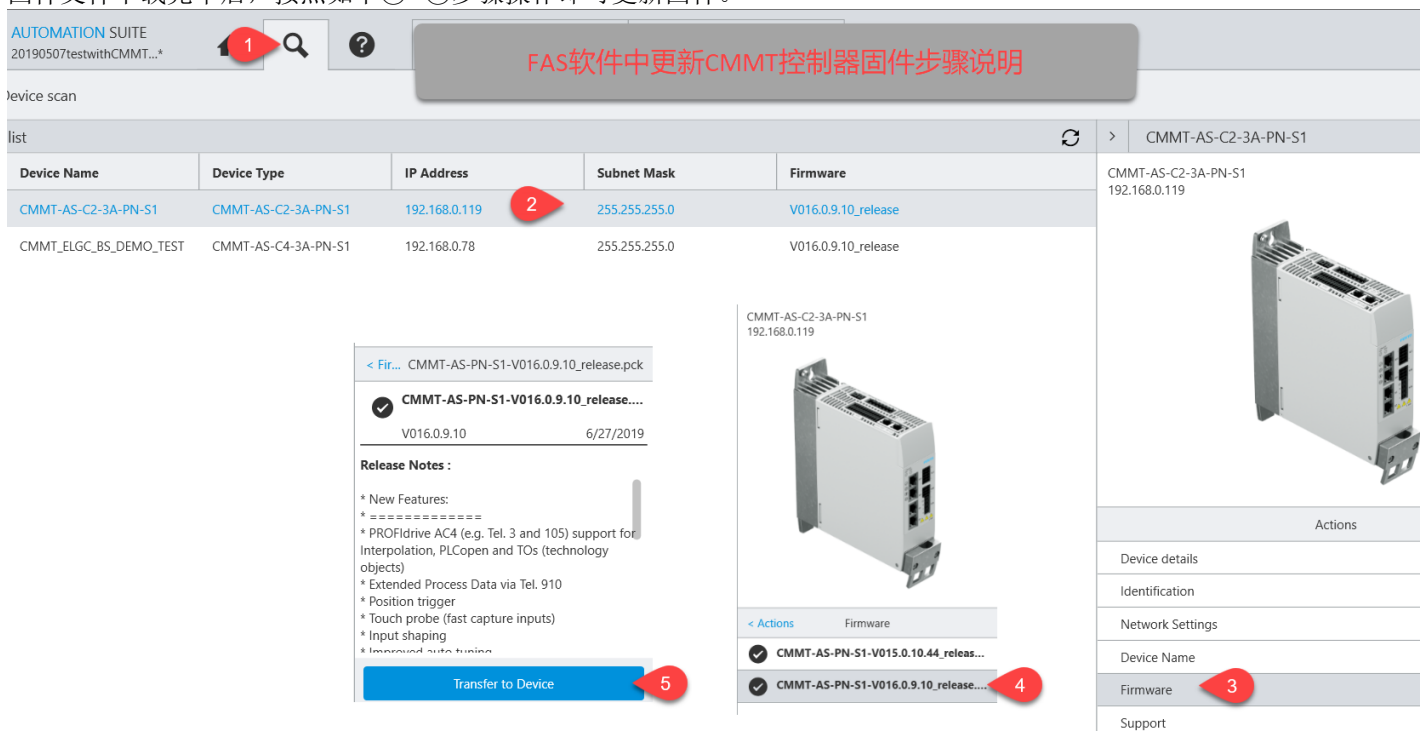 AUTOMATION SUITE
20190507testwithCMMT...*
1
FAS软件中更新CMMT控制器固件步骤说明
Device scan
list
CMMT-AS-C2-3A-PN-S1
Device Name Device Type IP Address Subnet Mask Firmware
CMMT-AS-C2-3A-PN-S1 CMMT-AS-C2-3A-PN-S1 192.168.0.119 2 255.255.255.0 V016.0.9.10_release
CMMT_ELGC_BS_DEMO_TEST CMMT-AS-C4-3A-PN-S1 192.168.0.78 255.255.255.0 V016.0.9.10_release
CMMT-AS-C2-3A-PN-S1
192.168.0.119
< Fir... CMMT-AS-PN-S1-V016.0.9.10_release.pck
CMMT-AS-PN-S1-V016.0.9.10_release....
V016.0.9.10 6/27/2019
Release Notes :
* New Features:
* =============
* PROFIdrive AC4 (e.g. Tel. 3 and 105) support for
Interpolation, PLCopen and TOs (technology
objects)
* Extended Process Data via Tel. 910
* Position trigger
* Touch probe (fast capture inputs)
* Input shaping
* Improved auto tuning
Transfer to Device 5
CMMT-AS-C2-3A-PN-S1
192.168.0.119
< Actions Firmware
CMMT-AS-PN-S1-V015.0.10.44_releas...
CMMT-AS-PN-S1-V016.0.9.10_release.... 4
Actions
Device details
Identification
Network Settings
Device Name
Firmware 3
Support